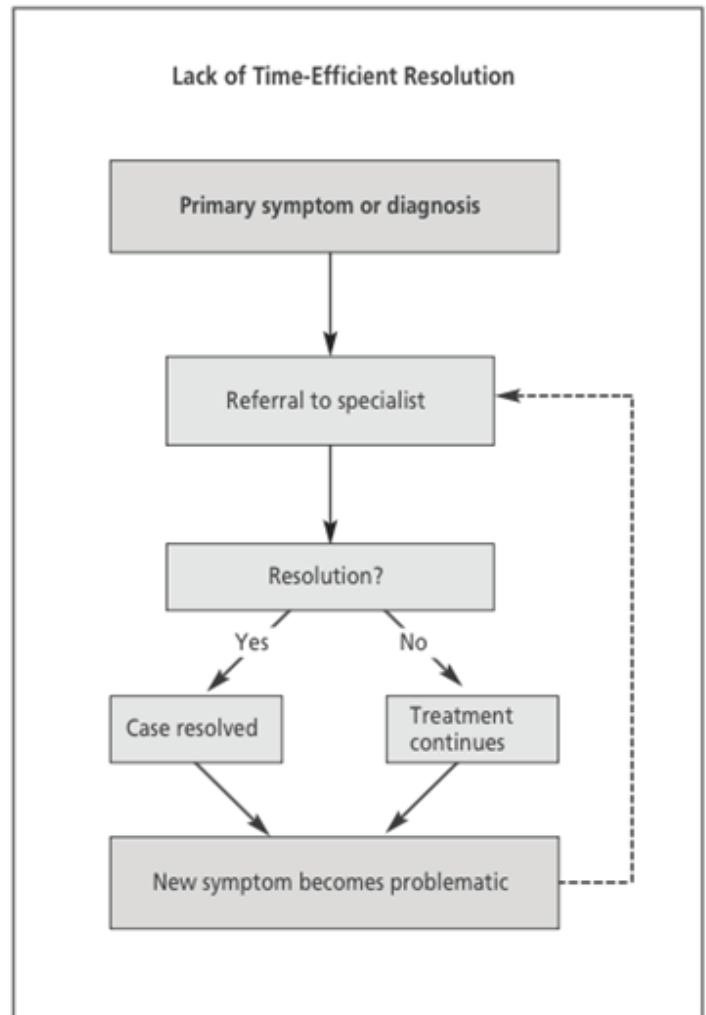 Lack of Time-Efficient Resolution
Primary symptom or diagnosis
Referral to specialist
Resolution?
Yes
No
Case resolved
Treatment
continues
New symptom becomes problematic